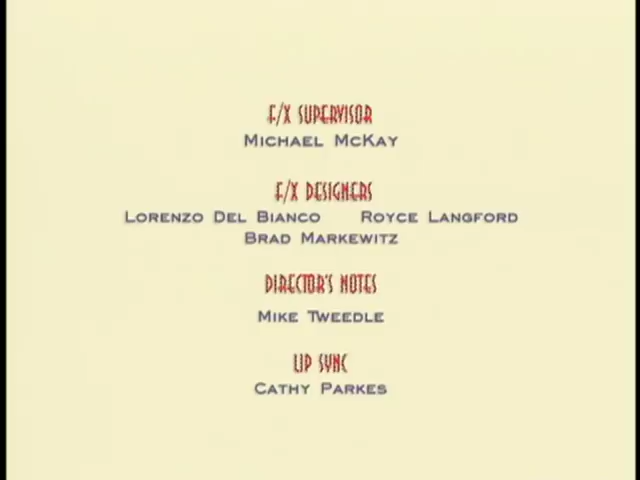 F/X SUPERVISOR
MICHAEL MCKAY
F/X DESIGNERS
LORENZO DEL BIANCO ROYCE LANGFORD
BRAD MARKEWITZ
DIRECTOR'S NOTES
MIKE TWEEDLE
LIP SYNC
CATHY PARKES